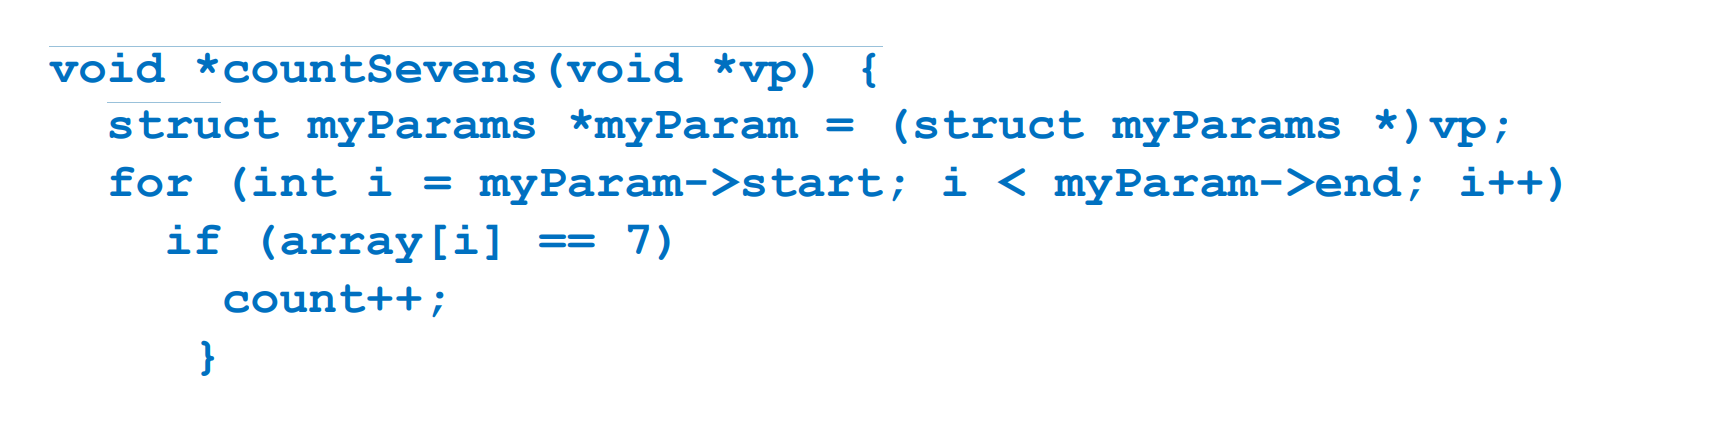 void *countSevens(void *vp) {
  struct myParams *myParam = (struct myParams *)vp;
  for (int i = myParam->start; i < myParam->end; i++)
    if (array[i] == 7)
      count++;
     }